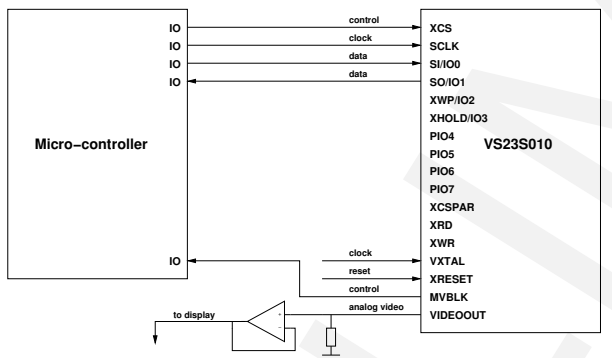 control
IO XCS
clock
IO SCLK
data
IO SI/IO0
data
IO SO/IO1
XWP/IO2
XHOLD/IO3
PIO4
Micro−controller VS23S010
PIO5
PIO6
PIO7
XCSPAR
XRD
XWR
clock
IO VXTAL
reset
XRESET
control
MVBLK
analog video
to display VIDEOOUT
+
−